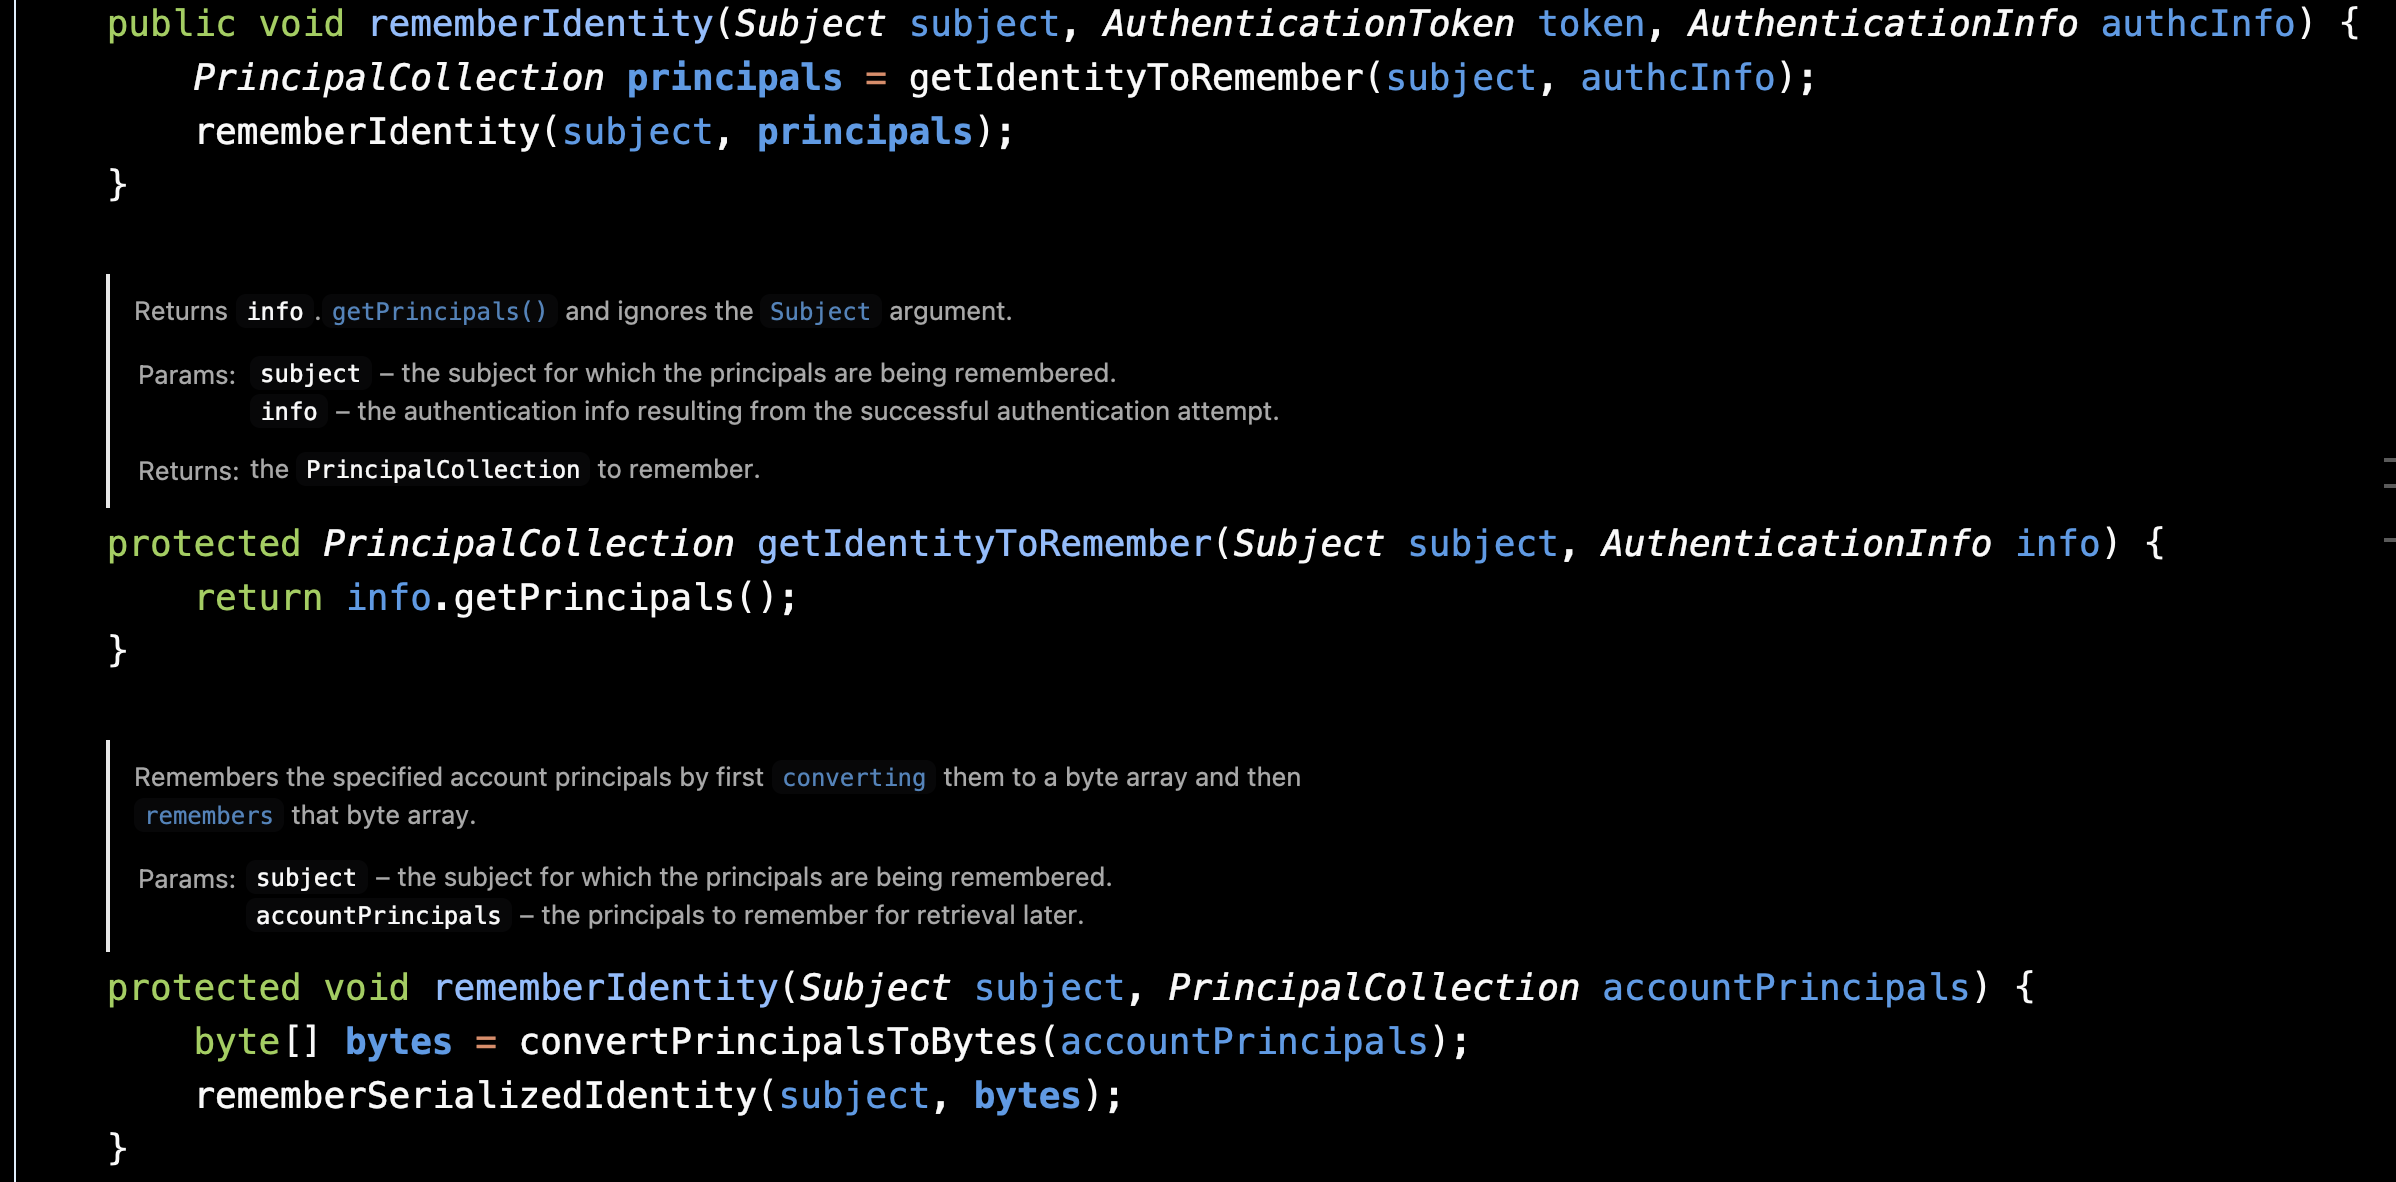 public void rememberIdentity(Subject subject, AuthenticationToken token, AuthenticationInfo authcInfo) {
    PrincipalCollection principals = getIdentityToRemember(subject, authcInfo);
    rememberIdentity(subject, principals);
}
Returns info.getPrincipals() and ignores the Subject argument.
Params: subject – the subject for which the principals are being remembered.
info – the authentication info resulting from the successful authentication attempt.
Returns: the PrincipalCollection to remember.
protected PrincipalCollection getIdentityToRemember(Subject subject, AuthenticationInfo info) {
    return info.getPrincipals();
}
Remembers the specified account principals by first converting them to a byte array and then
remembers that byte array.
Params: subject – the subject for which the principals are being remembered.
accountPrincipals – the principals to remember for retrieval later.
protected void rememberIdentity(Subject subject, PrincipalCollection accountPrincipals) {
    byte[] bytes = convertPrincipalsToBytes(accountPrincipals);
    rememberSerializedIdentity(subject, bytes);
}